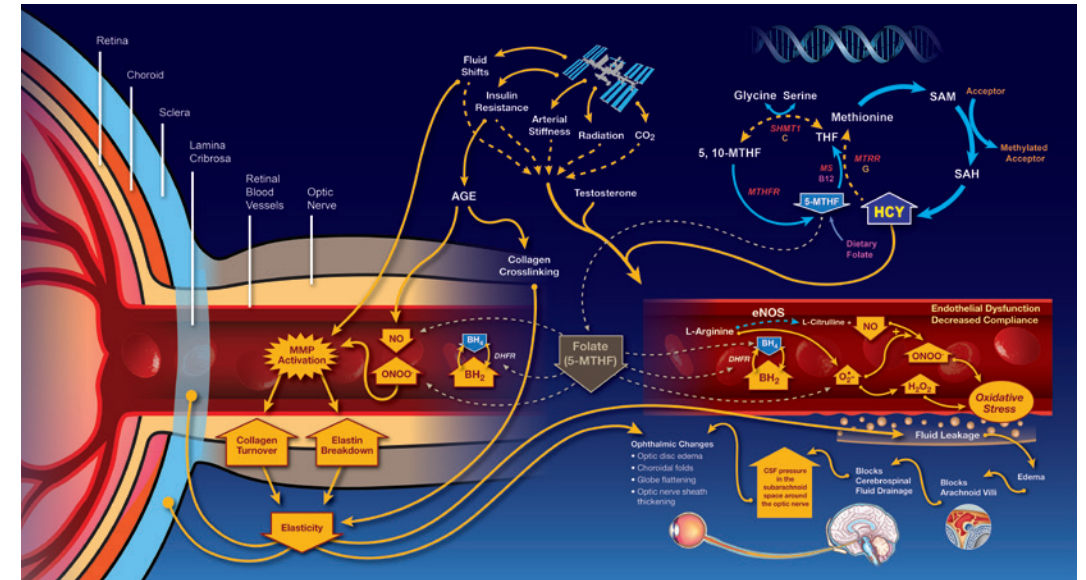 Retina
Choroid
Sclera
Lamina
Cribrosa
Retinal
Blood
Vessels
Optic
Nerve
Fluid
Shifts
Insulin
Resistance
Arterial
Stiffness
Radiation
CO₂
AGE
Testosterone
Collagen
Crosslinking
Glycine Serine
SHMT1
C
THF
5, 10-MTHF
MTHFR
MS
B12
5-MTHF
Dietary
Folate
Methionine
MTRR
G
HCY
SAM
Acceptor
Methylated
Acceptor
SAH
MMP
Activation
NO
ONOO⁻
BH₄
DHFR
BH₂
Folate
(5-MTHF)
Endothelial Dysfunction
Decreased Compliance
eNOS
L-Arginine
L-Citrulline +
NO
+
BH₄
DHFR
BH₂
O₂•⁻
ONOO⁻
H₂O₂
Oxidative
Stress
Fluid Leakage
Collagen
Turnover
Elastin
Breakdown
Elasticity
Ophthalmic Changes
• Optic disc edema
• Choroidal folds
• Globe flattening
• Optic nerve sheath
thickening
CSF pressure
in the
subarachnoid
space around
the optic nerve
Blocks
Cerebrospinal
Fluid Drainage
Blocks
Arachnoid Villi
Edema